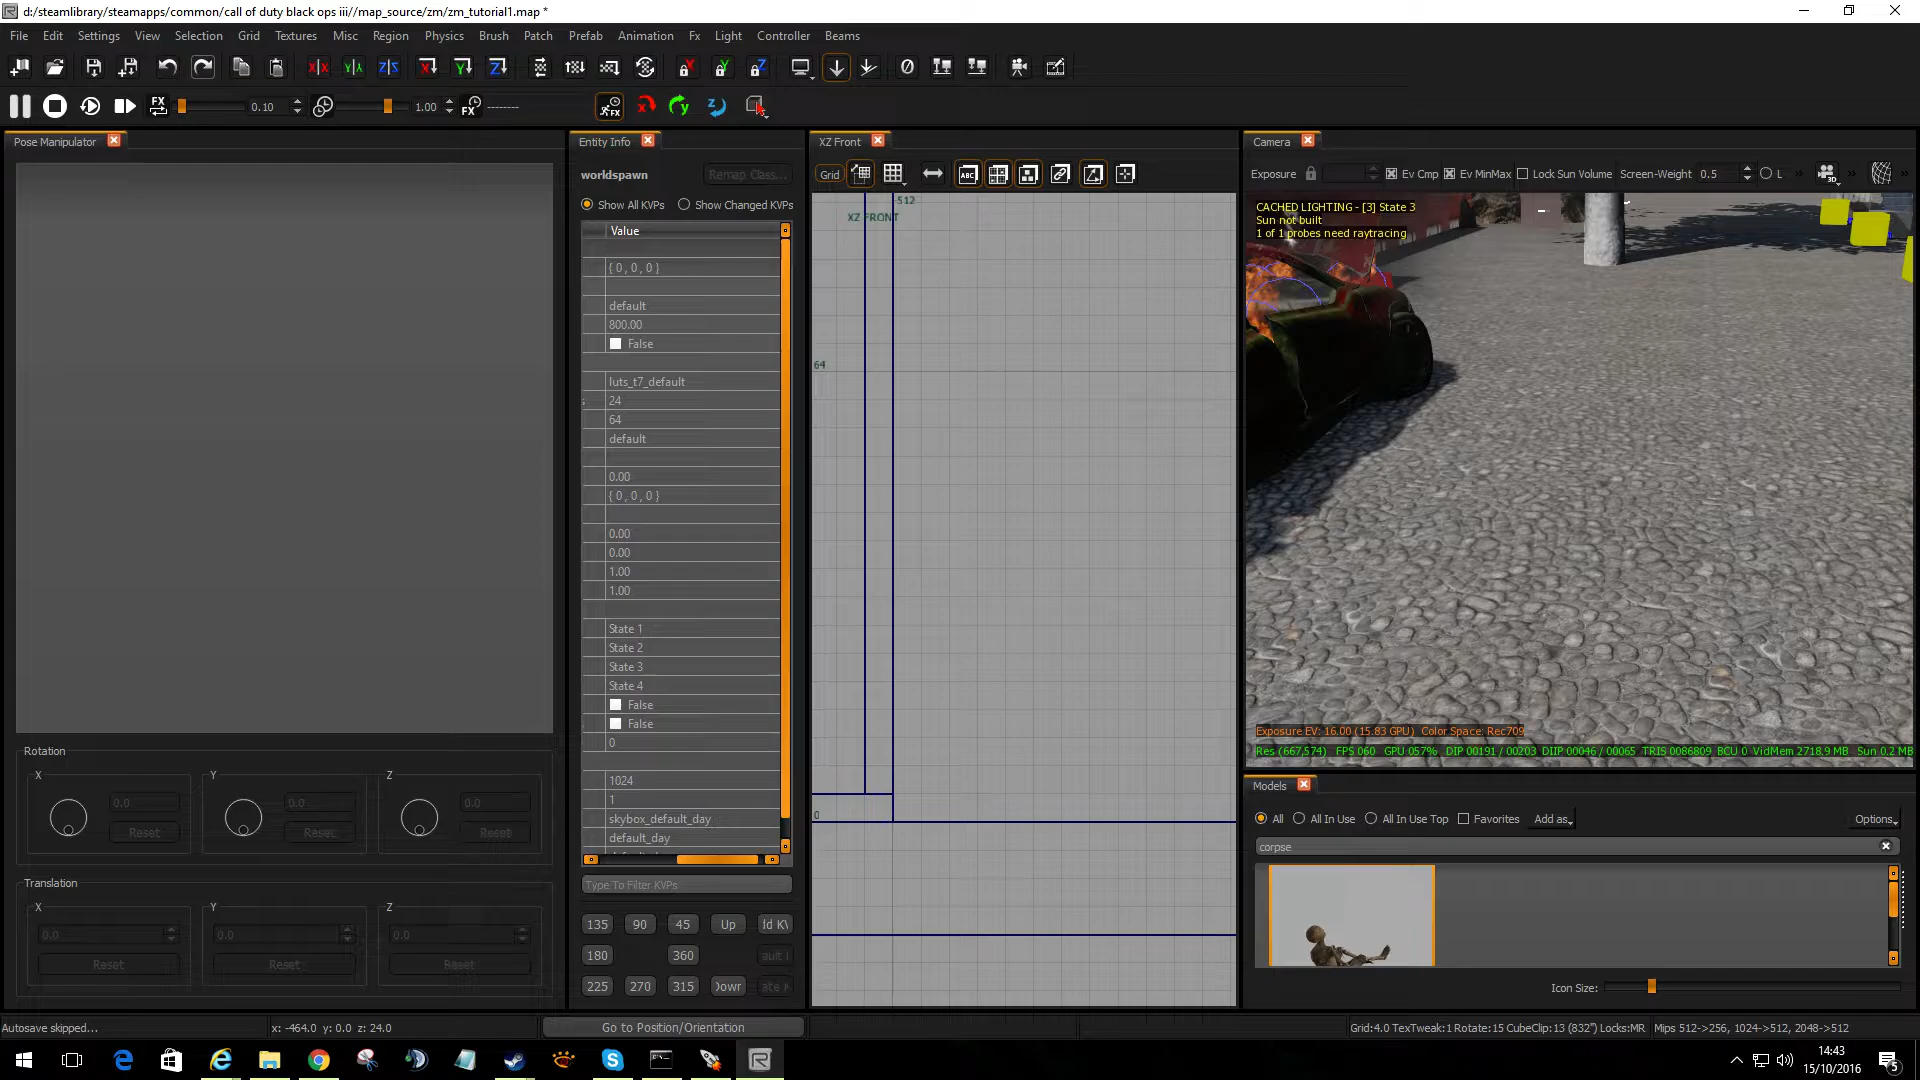 d:/steamlibrary/steamapps/common/call of duty black ops iii//map_source/zm/zm_tutorial1.map *
File Edit Settings View Selection Grid Textures Misc Region Physics Brush Patch Prefab Animation Fx Light Controller Beams
FX 0.10 1.00 FX --------
Pose Manipulator
Entity Info
XZ Front
Camera
worldspawn Remap Class...
Grid
Exposure Ev Cmp Ev MinMax Lock Sun Volume Screen-Weight 0.5 L
Show All KVPs Show Changed KVPs
Value
{ 0 , 0 , 0 }
default
800.00
False
luts_t7_default
24
64
default
0.00
{ 0 , 0 , 0 }
0.00
0.00
1.00
1.00
State 1
State 2
State 3
State 4
False
False
0
1024
1
skybox_default_day
default_day
Type To Filter KVPs
135 90 45 Up
180 360
225 270 315
-512
XZ FRONT
64
0
CACHED LIGHTING - [3] State 3
Sun not built
1 of 1 probes need raytracing
Exposure EV: 16.00 (15.83 GPU) Color Space: Rec709
Res (667,574) FPS 060 GPU 057% DIP 00191 / 00203 DIIP 00046 / 00065 TRIS 0086809 BCU 0 VidMem 2718.9 MB Sun 0.2 MB
Models
All All In Use All In Use Top Favorites Add as Options
corpse
Icon Size:
Rotation
X Y Z
0.0 0.0 0.0
Reset Reset Reset
Translation
X Y Z
0.0 0.0 0.0
Reset Reset Reset
Autosave skipped... x: -464.0 y: 0.0 z: 24.0 Go to Position/Orientation Grid:4.0 TexTweak:1 Rotate:15 CubeClip:13 (832") Locks:MR Mips 512->256, 1024->512, 2048->512
14:43
15/10/2016
5